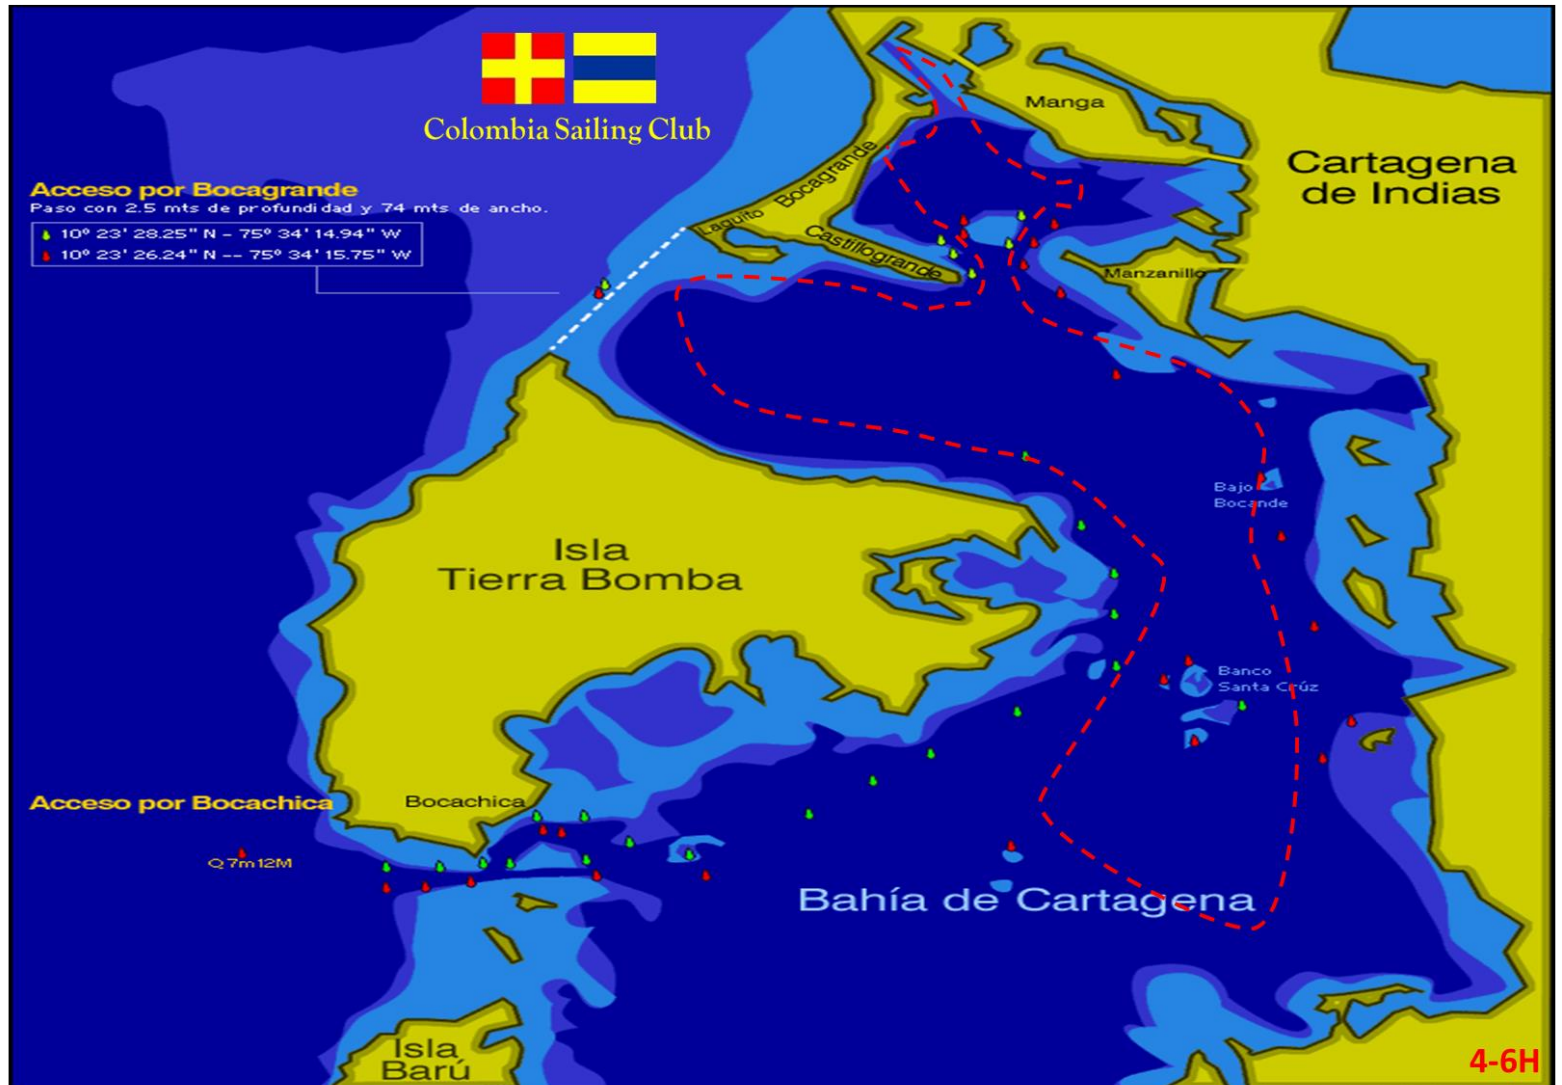 Colombia Sailing Club
Manga
Cartagena
de Indias
Acceso por Bocagrande
Paso con 2.5 mts de profundidad y 74 mts de ancho.
10º 23' 28.25" N - 75º 34' 14.94" W
10º 23' 26.24" N -- 75º 34' 15.75" W
Bocagrande
Laguito
Castillogrande
Manzanillo
Bajo
Bocande
Isla
Tierra Bomba
Banco
Santa Crúz
Acceso por Bocachica
Bocachica
Q 7m 12M
Bahía de Cartagena
Isla
Barú
4-6H